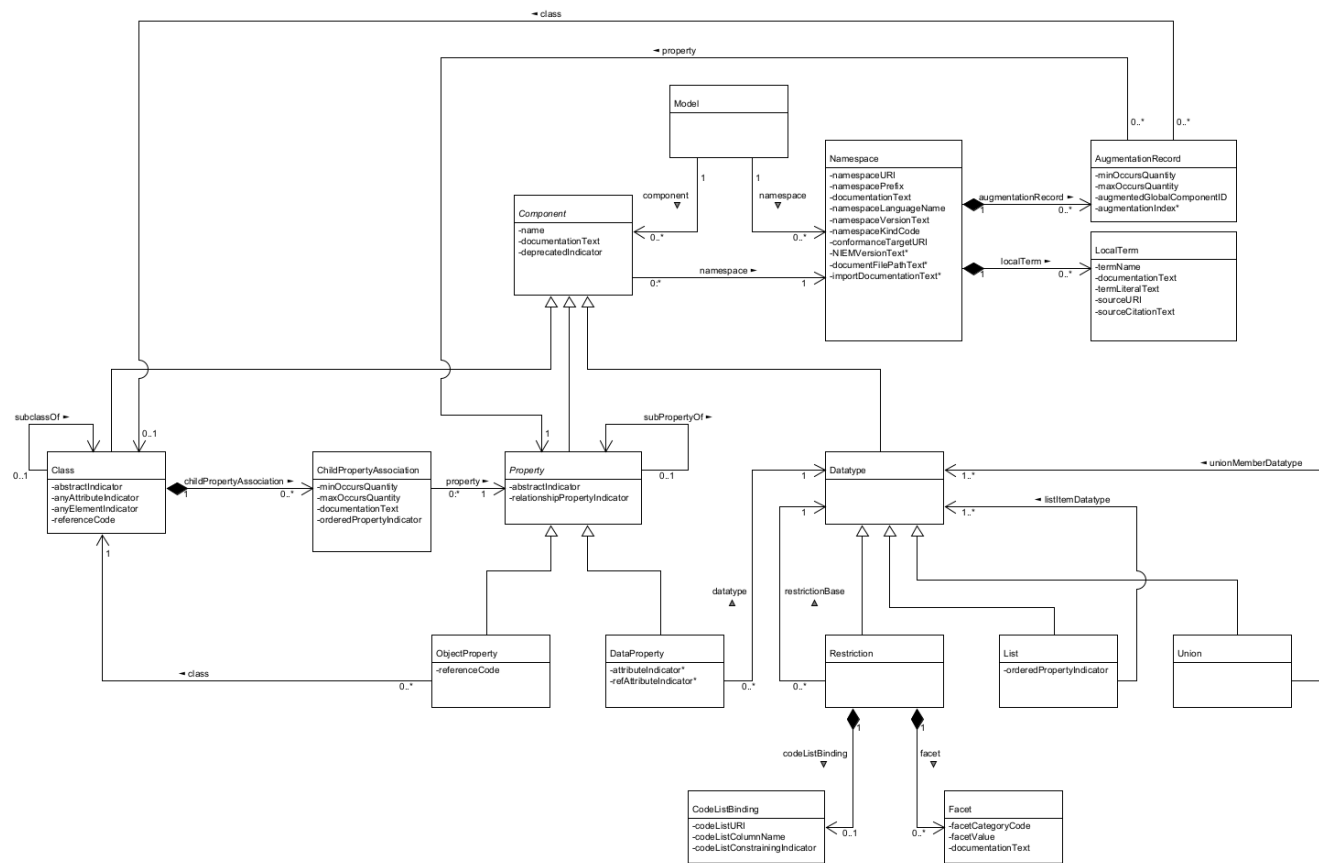 ◄ class
◄ property
Model
component
▼
1
0..*
1
namespace
▼
0..*
Component
-name
-documentationText
-deprecatedIndicator
namespace ►
0:*
1
Namespace
-namespaceURI
-namespacePrefix
-documentationText
-namespaceLanguageName
-namespaceVersionText
-namespaceKindCode
-conformanceTargetURI
-NIEMVersionText*
-documentFilePathText*
-importDocumentationText*
augmentationRecord ►
1
0..*
0..*
0..*
AugmentationRecord
-minOccursQuantity
-maxOccursQuantity
-augmentedGlobalComponentID
-augmentationIndex*
localTerm ►
1
0..*
LocalTerm
-termName
-documentationText
-termLiteralText
-sourceURI
-sourceCitationText
subclassOf ►
0..1
0..1
Class
-abstractIndicator
-anyAttributeIndicator
-anyElementIndicator
-referenceCode
1
childPropertyAssociation ►
1
0..*
ChildPropertyAssociation
-minOccursQuantity
-maxOccursQuantity
-documentationText
-orderedPropertyIndicator
property ►
0:*
1
1
subPropertyOf ►
0..1
Property
-abstractIndicator
-relationshipPropertyIndicator
Datatype
1
1
1..*
◄ unionMemberDatatype
◄ listItemDatatype
1..*
datatype
▲
restrictionBase
▲
ObjectProperty
-referenceCode
◄ class
0..*
DataProperty
-attributeIndicator*
-refAttributeIndicator*
0..*
Restriction
0..*
List
-orderedPropertyIndicator
Union
1
1
codeListBinding
▼
facet
▼
CodeListBinding
-codeListURI
-codeListColumnName
-codeListConstrainingIndicator
0..1
Facet
-facetCategoryCode
-facetValue
-documentationText
0..*